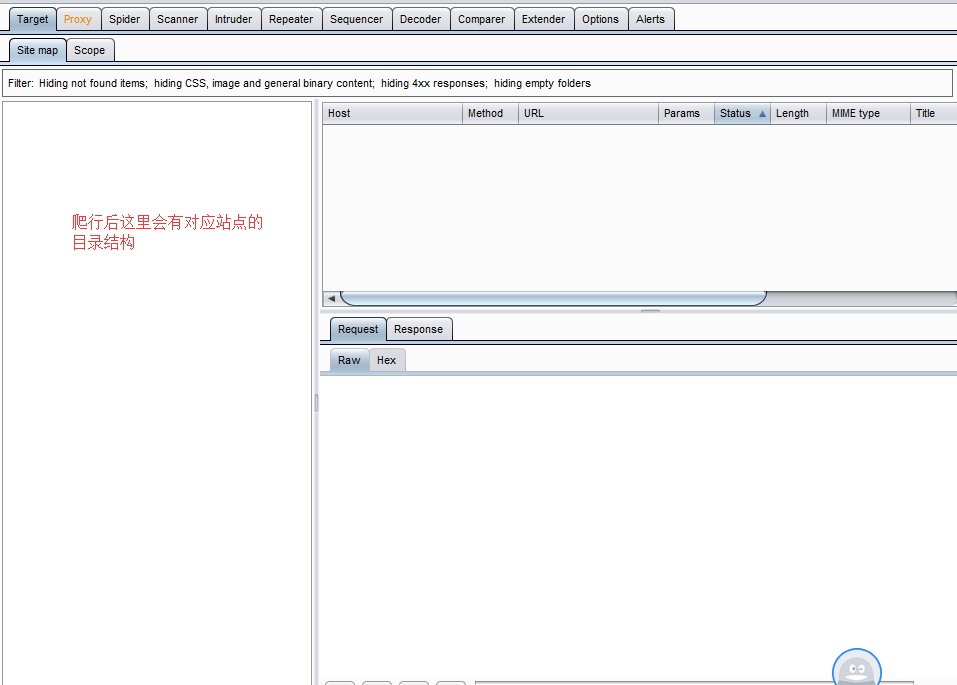 Target Proxy Spider Scanner Intruder Repeater Sequencer Decoder Comparer Extender Options Alerts
Site map Scope
Filter: Hiding not found items; hiding CSS, image and general binary content; hiding 4xx responses; hiding empty folders
Host Method URL Params Status Length MIME type Title
爬行后这里会有对应站点的
目录结构
Request Response
Raw Hex